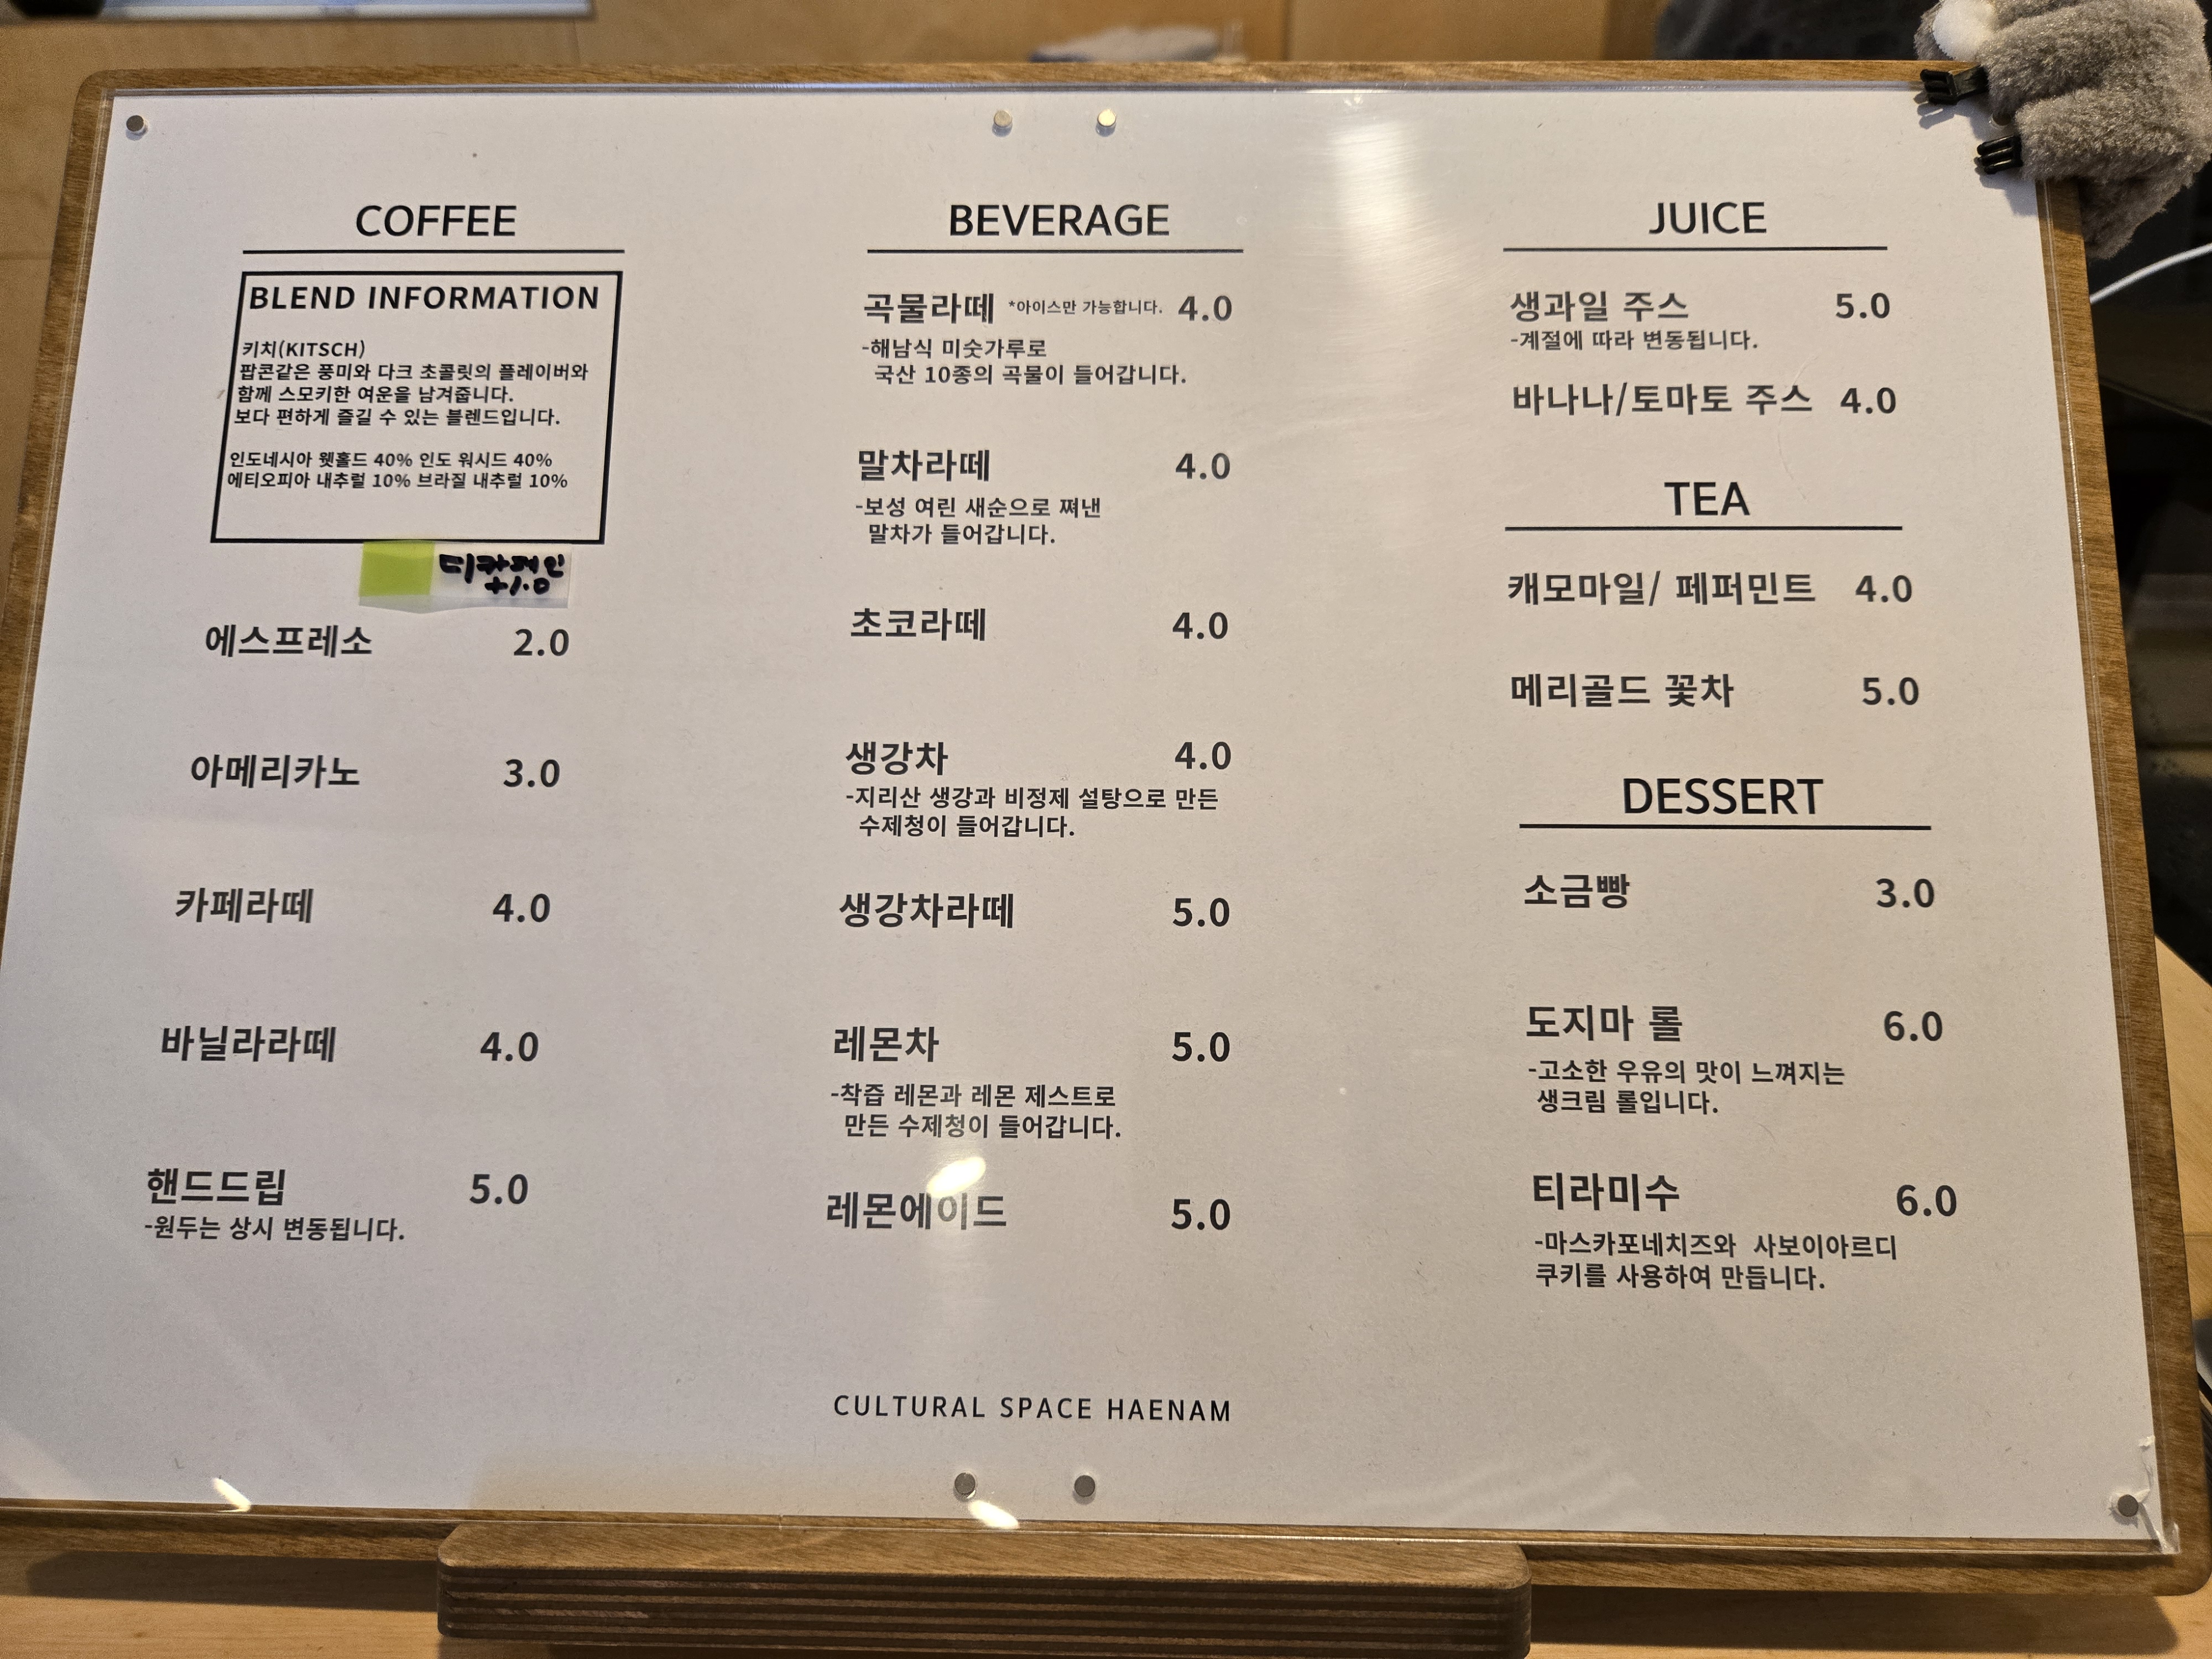 COFFEE
BLEND INFORMATION
키치(KITSCH)
팝콘같은 풍미와 다크 초콜릿의 플레이버와
함께 스모키한 여운을 남겨줍니다.
보다 편하게 즐길 수 있는 블렌드입니다.
인도네시아 웻훌드 40% 인도 워시드 40%
에티오피아 내추럴 10% 브라질 내추럴 10%
디카페인
+1.0
에스프레소 2.0
아메리카노 3.0
카페라떼 4.0
바닐라라떼 4.0
핸드드립 5.0
-원두는 상시 변동됩니다.
BEVERAGE
곡물라떼 *아이스만 가능합니다. 4.0
-해남식 미숫가루로
국산 10종의 곡물이 들어갑니다.
말차라떼 4.0
-보성 여린 새순으로 쪄낸
말차가 들어갑니다.
초코라떼 4.0
생강차 4.0
-지리산 생강과 비정제 설탕으로 만든
수제청이 들어갑니다.
생강차라떼 5.0
레몬차 5.0
-착즙 레몬과 레몬 제스트로
만든 수제청이 들어갑니다.
레몬에이드 5.0
JUICE
생과일 주스 5.0
-계절에 따라 변동됩니다.
바나나/토마토 주스 4.0
TEA
캐모마일/ 페퍼민트 4.0
메리골드 꽃차 5.0
DESSERT
소금빵 3.0
도지마 롤 6.0
-고소한 우유의 맛이 느껴지는
생크림 롤입니다.
티라미수 6.0
-마스카포네치즈와 사보이아르디
쿠키를 사용하여 만듭니다.
CULTURAL SPACE HAENAM